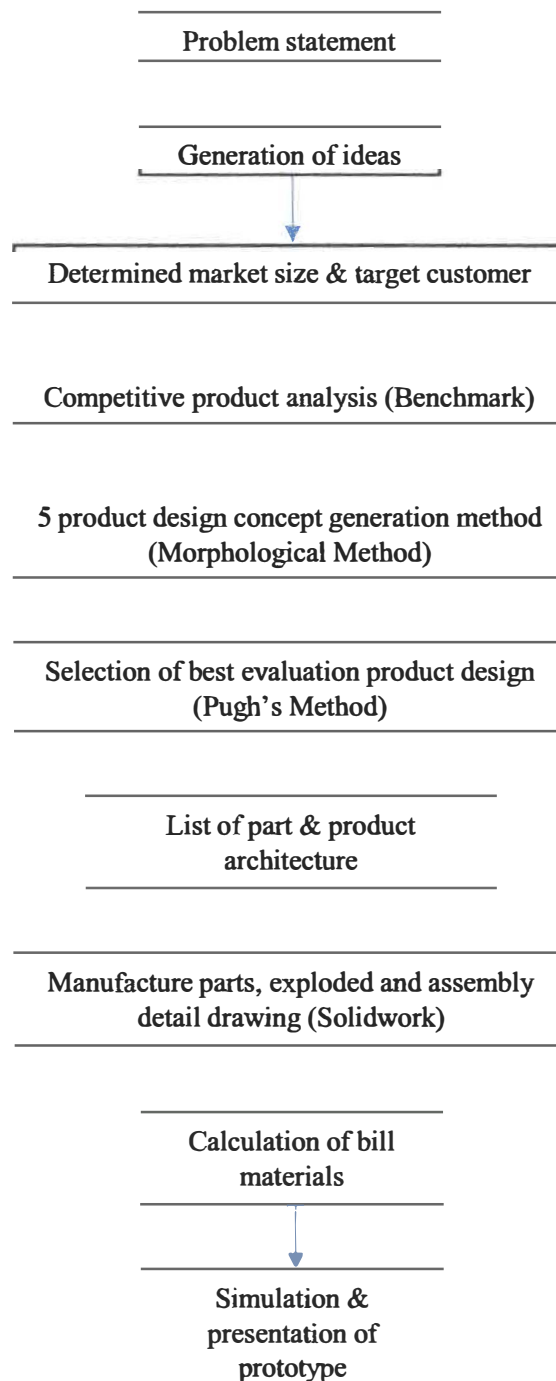 Problem statement
Generation of ideas
Determined market size & target customer
Competitive product analysis (Benchmark)
5 product design concept generation method
(Morphological Method)
Selection of best evaluation product design
(Pugh's Method)
List of part & product
architecture
Manufacture parts, exploded and assembly
detail drawing (Solidwork)
Calculation of bill
materials
Simulation &
presentation of
prototype